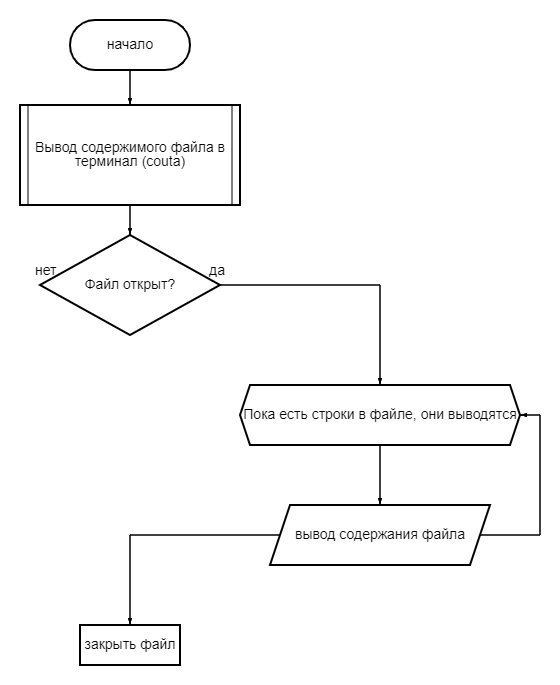 начало
Вывод содержимого файла в
терминал (couta)
нет
да
Файл открыт?
Пока есть строки в файле, они выводятся
вывод содержания файла
закрыть файл